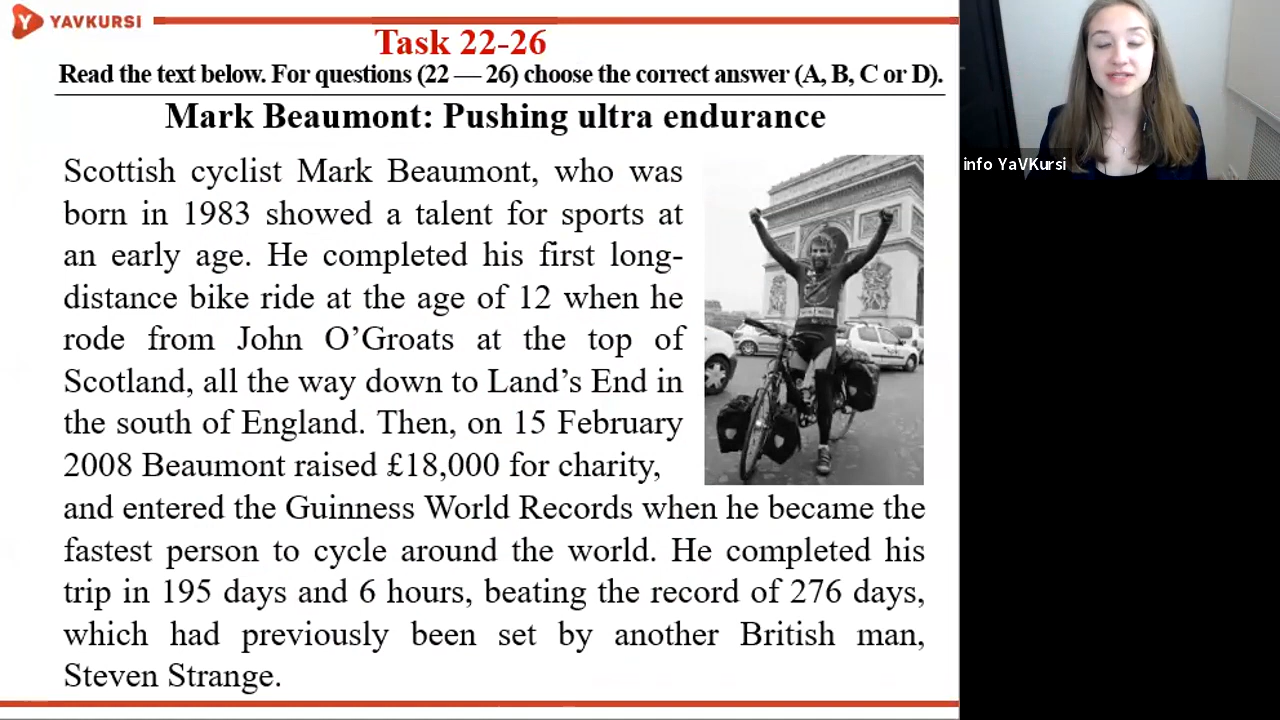 YAVKURSI
Task 22-26
Read the text below. For questions (22 — 26) choose the correct answer (A, B, C or D).
Mark Beaumont: Pushing ultra endurance
Scottish cyclist Mark Beaumont, who was
born in 1983 showed a talent for sports at
an early age. He completed his first long-
distance bike ride at the age of 12 when he
rode from John O’Groats at the top of
Scotland, all the way down to Land’s End in
the south of England. Then, on 15 February
2008 Beaumont raised £18,000 for charity,
and entered the Guinness World Records when he became the
fastest person to cycle around the world. He completed his
trip in 195 days and 6 hours, beating the record of 276 days,
which had previously been set by another British man,
Steven Strange.
info YaVKursi